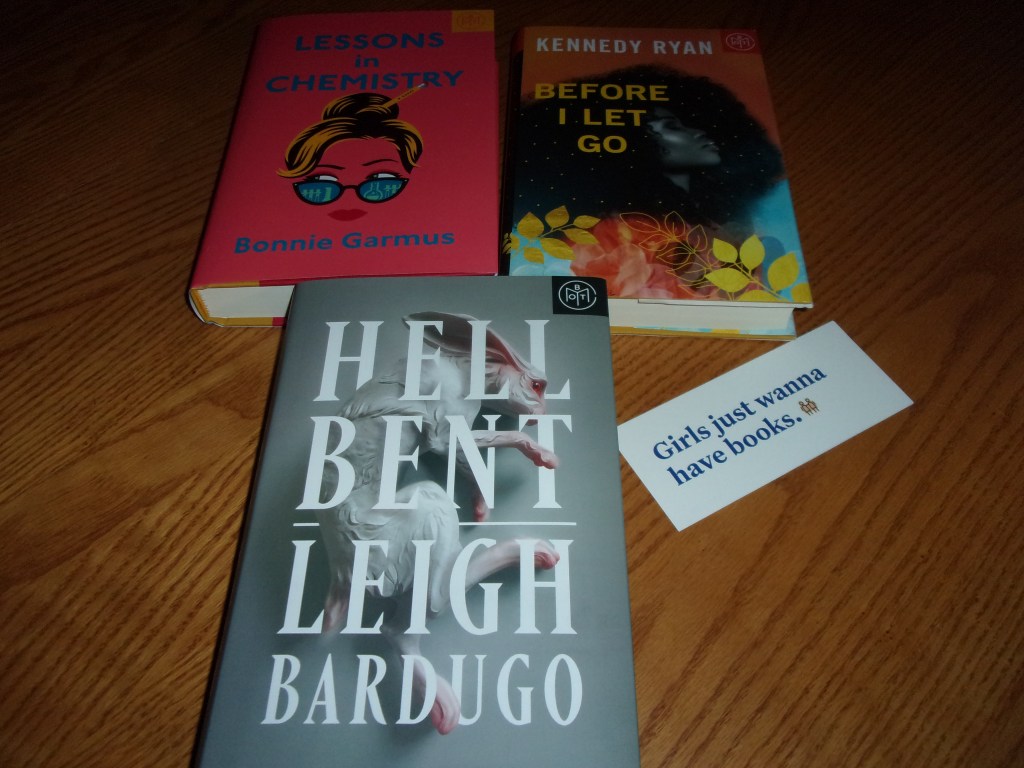 LESSONS
in
CHEMISTRY
Bonnie Garmus
KENNEDY RYAN
BEFORE
I LET
GO
HELL
BENT
LEIGH
BARDUGO
BOTM
Girls just wanna
have books.